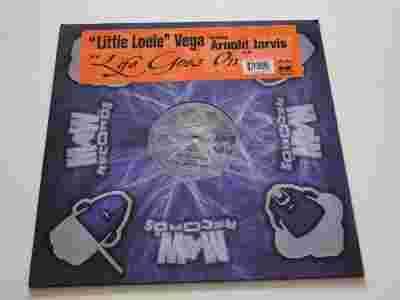 "Little Louie" Vega
Arnold Jarvis
"Life Goes On"
MAW
RECORDS
MAW
RECORDS
RECORDS
MAW
RECORDS
MAW